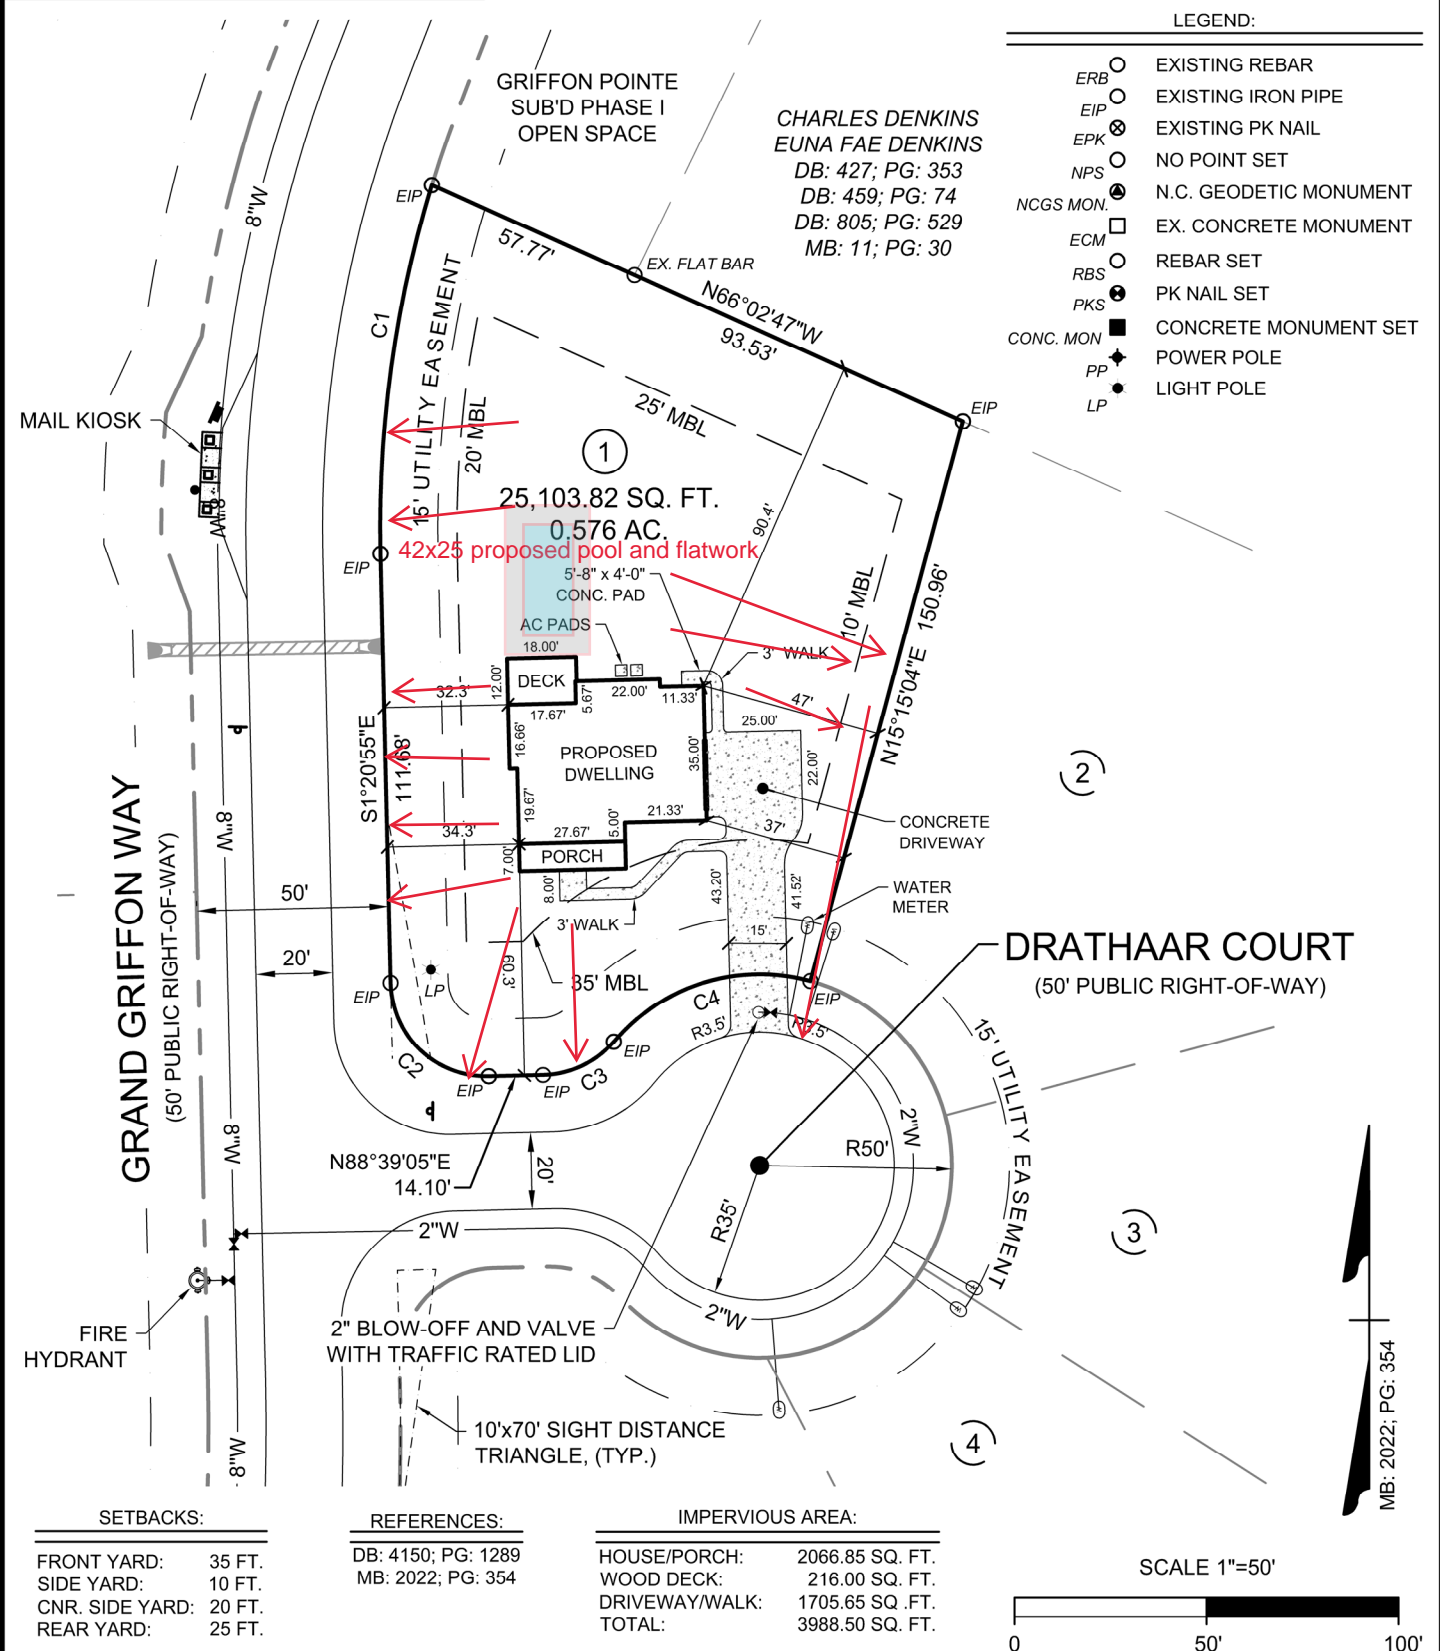 LEGEND:
ERB EXISTING REBAR
EIP EXISTING IRON PIPE
EPK EXISTING PK NAIL
NPS NO POINT SET
NCGS MON. N.C. GEODETIC MONUMENT
ECM EX. CONCRETE MONUMENT
RBS REBAR SET
PKS PK NAIL SET
CONC. MON CONCRETE MONUMENT SET
PP POWER POLE
LP LIGHT POLE
GRIFFON POINTE
SUB'D PHASE I
OPEN SPACE
CHARLES DENKINS
EUNA FAE DENKINS
DB: 427; PG: 353
DB: 459; PG: 74
DB: 805; PG: 529
MB: 11; PG: 30
8"W
EIP
57.77'
EX. FLAT BAR
N66°02'47"W
93.53'
C1
15' UTILITY EASEMENT
20' MBL
25' MBL
EIP
MAIL KIOSK
8"W
1
25,103.82 SQ. FT.
0.576 AC.
42x25 proposed pool and flatwork
90.4'
EIP
5'-8" x 4'-0"
CONC. PAD
AC PADS
10' MBL
N15°15'04"E 150.96'
3' WALK
18.00'
DECK
12.00'
32.3'
17.67'
5.67'
22.00'
11.33'
47'
25.00'
S1°20'55"E
111.68'
16.66'
PROPOSED
DWELLING
35.00'
22.00'
2
19.67'
34.3'
27.67'
5.00'
21.33'
37'
PORCH
7.00'
CONCRETE
DRIVEWAY
8"W
GRAND GRIFFON WAY
(50' PUBLIC RIGHT-OF-WAY)
50'
8.00'
43.20'
41.52'
WATER
METER
3' WALK
15'
20'
60.3'
35' MBL
LP
EIP
DRATHAAR COURT
(50' PUBLIC RIGHT-OF-WAY)
C4
R3.5'
R3.5'
EIP
EIP
C2
EIP
EIP
C3
15' UTILITY EASEMENT
2"W
8"W
N88°39'05"E
14.10'
20'
R50'
R35'
2"W
3
2"W
FIRE
HYDRANT
2" BLOW-OFF AND VALVE
WITH TRAFFIC RATED LID
10'x70' SIGHT DISTANCE
TRIANGLE, (TYP.)
8"W
4
MB: 2022; PG: 354
SETBACKS:
FRONT YARD: 35 FT.
SIDE YARD: 10 FT.
CNR. SIDE YARD: 20 FT.
REAR YARD: 25 FT.
REFERENCES:
DB: 4150; PG: 1289
MB: 2022; PG: 354
IMPERVIOUS AREA:
HOUSE/PORCH: 2066.85 SQ. FT.
WOOD DECK: 216.00 SQ. FT.
DRIVEWAY/WALK: 1705.65 SQ .FT.
TOTAL: 3988.50 SQ. FT.
SCALE 1"=50'
0 50' 100'